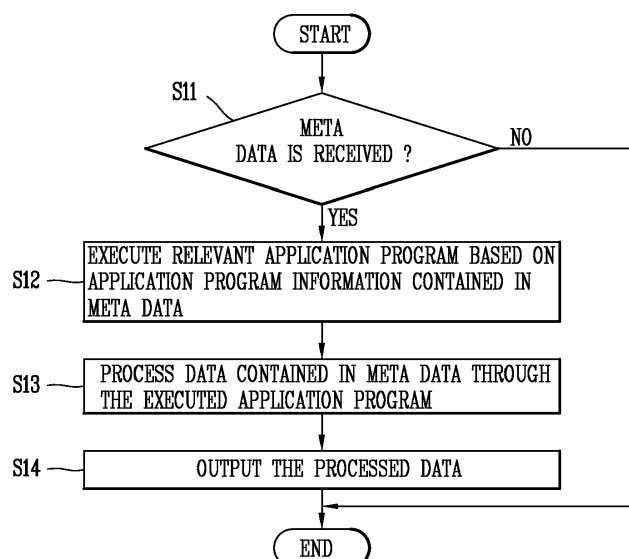 START
S11
META
DATA IS RECEIVED ?
NO
YES
S12
EXECUTE RELEVANT APPLICATION PROGRAM BASED ON
APPLICATION PROGRAM INFORMATION CONTAINED IN
META DATA
S13
PROCESS DATA CONTAINED IN META DATA THROUGH
THE EXECUTED APPLICATION PROGRAM
S14
OUTPUT THE PROCESSED DATA
END